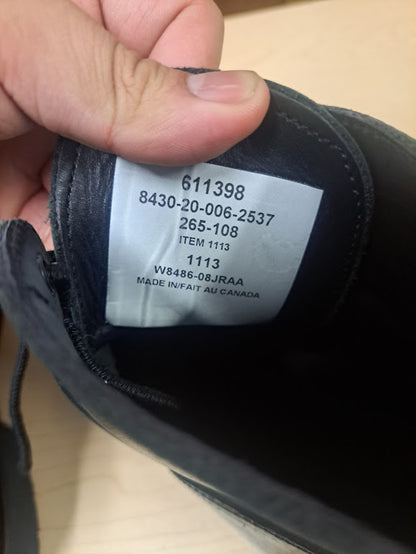 611398
8430-20-006-2537
265-108
ITEM 1113
1113
W8486-08JRAA
MADE IN/FAIT AU CANADA